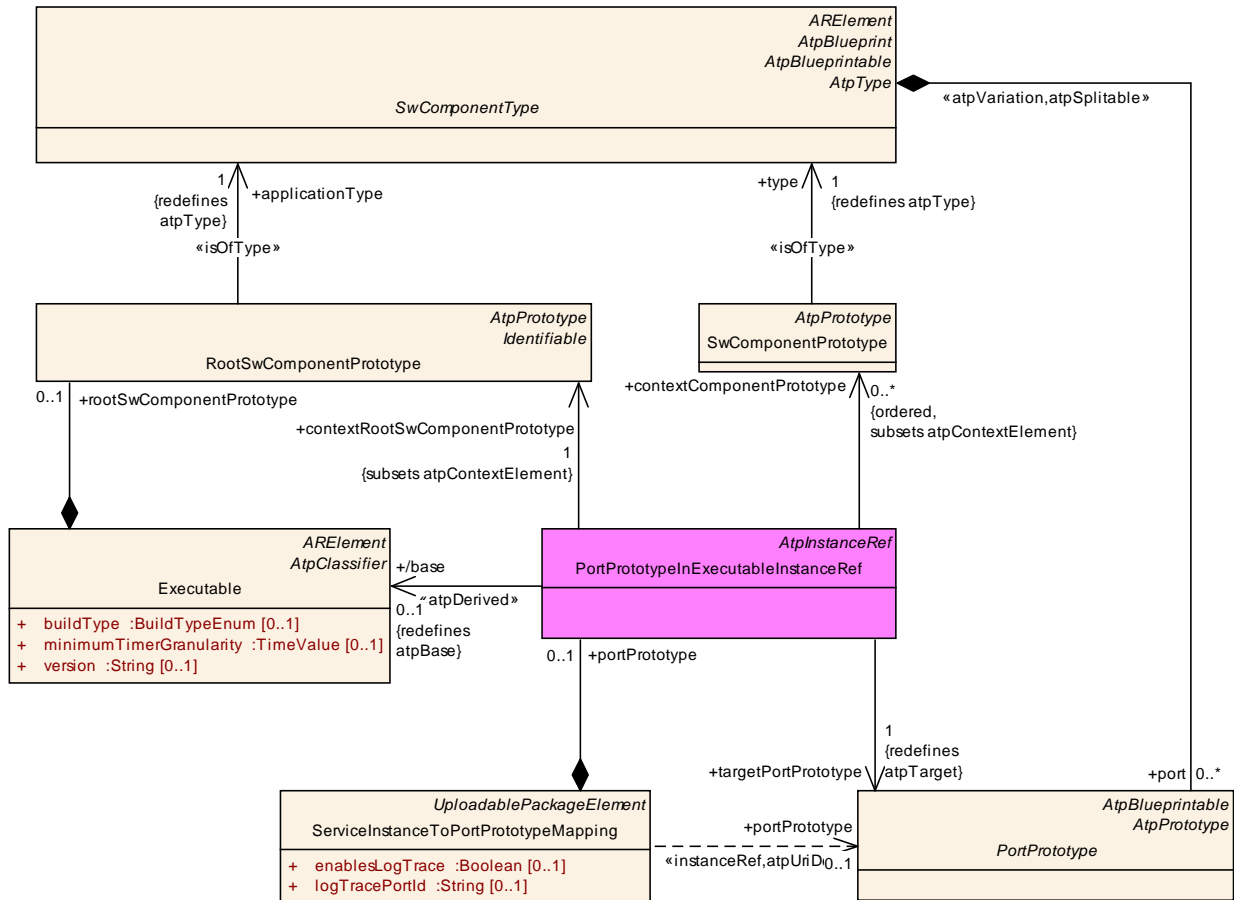 ARElement
AtpBlueprint
AtpBlueprintable
AtpType
SwComponentType
«atpVariation,atpSplitable»
1
{redefines
atpType}
+applicationType
+type
1
{redefines atpType}
«isOfType»
«isOfType»
AtpPrototype
Identifiable
RootSwComponentPrototype
AtpPrototype
SwComponentPrototype
0..1
+rootSwComponentPrototype
+contextComponentPrototype
0..*
{ordered,
subsets atpContextElement}
+contextRootSwComponentPrototype
1
{subsets atpContextElement}
ARElement
AtpClassifier
Executable
+ buildType :BuildTypeEnum [0..1]
+ minimumTimerGranularity :TimeValue [0..1]
+ version :String [0..1]
+/base
«atpDerived»
0..1
{redefines
atpBase}
AtpInstanceRef
PortPrototypeInExecutableInstanceRef
0..1
+portPrototype
1
{redefines
atpTarget}
+targetPortPrototype
+port
0..*
UploadablePackageElement
ServiceInstanceToPortPrototypeMapping
+ enablesLogTrace :Boolean [0..1]
+ logTracePortId :String [0..1]
+portPrototype
«instanceRef,atpUriD
0..1
AtpBlueprintable
AtpPrototype
PortPrototype